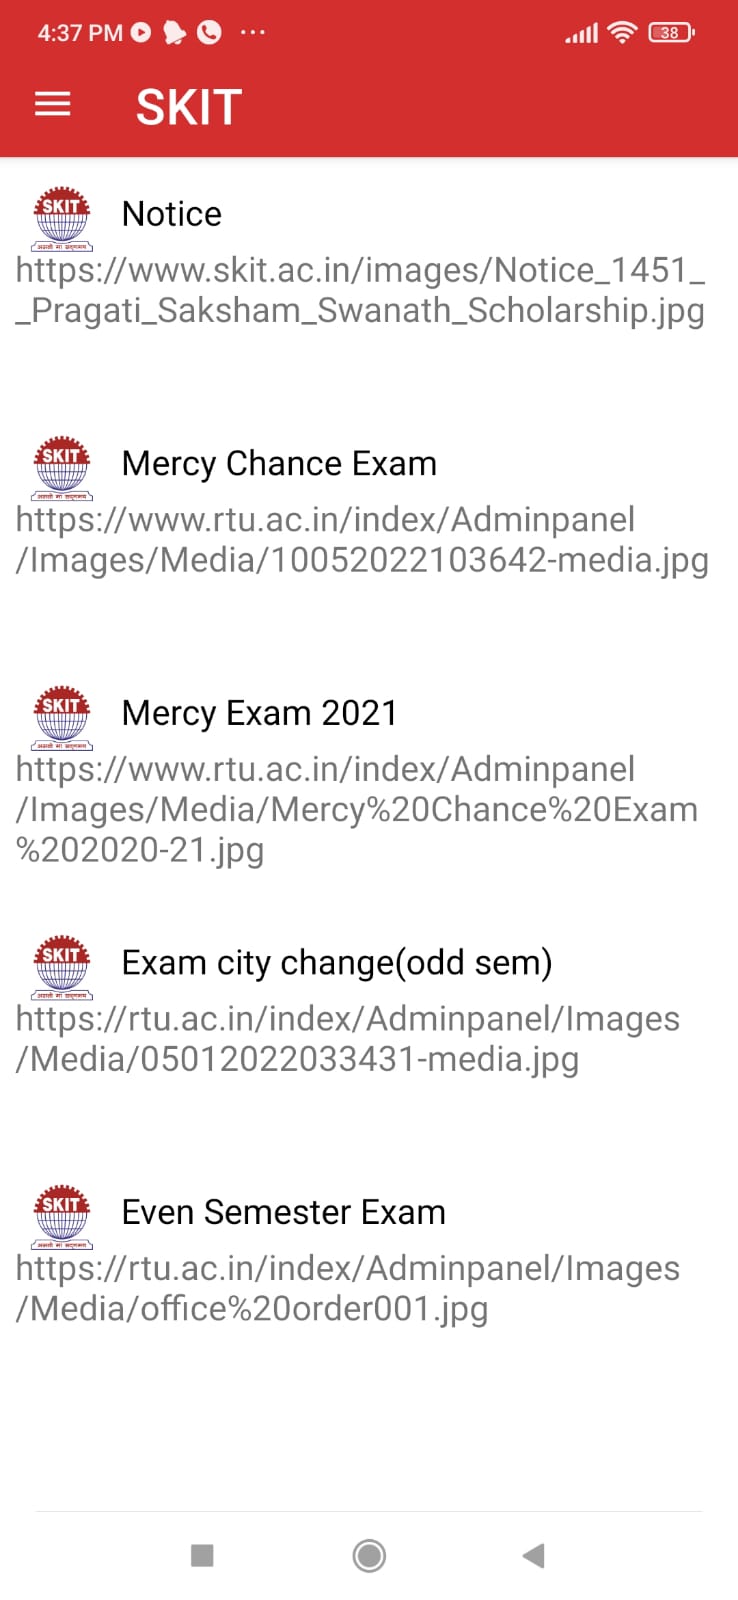 4:37 PM
38
SKIT
SKIT
Notice
https://www.skit.ac.in/images/Notice_1451_
_Pragati_Saksham_Swanath_Scholarship.jpg
SKIT
Mercy Chance Exam
https://www.rtu.ac.in/index/Adminpanel
/Images/Media/10052022103642-media.jpg
SKIT
Mercy Exam 2021
https://www.rtu.ac.in/index/Adminpanel
/Images/Media/Mercy%20Chance%20Exam
%202020-21.jpg
SKIT
Exam city change(odd sem)
https://rtu.ac.in/index/Adminpanel/Images
/Media/05012022033431-media.jpg
SKIT
Even Semester Exam
https://rtu.ac.in/index/Adminpanel/Images
/Media/office%20order001.jpg